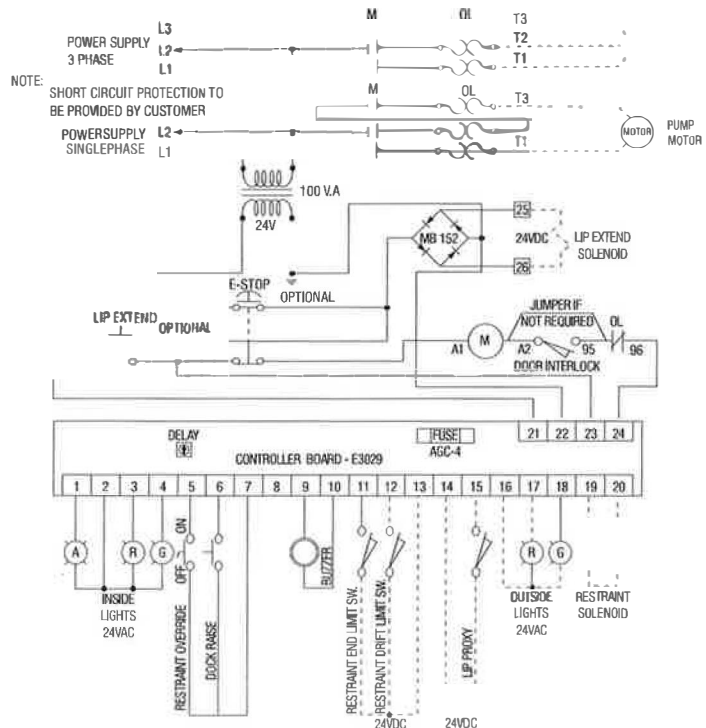 M OL T3
L3
POWER SUPPLY L2 T2
3 PHASE L1 T1
NOTE:
SHORT CIRCUIT PROTECTION TO
BE PROVIDED BY CUSTOMER
M OL T3
POWERSUPPLY L2
SINGLEPHASE L1 T1
MOTOR
PUMP
MOTOR
100 V.A
24V
MB 152
25
24VDC
26
LIP EXTEND
SOLENOID
E-STOP
OPTIONAL
LIP EXTEND OPTIONAL
JUMPER IF
NOT REQUIRED
OL
A1 M A2 95 96
DOOR INTERLOCK
21 22 23 24
DELAY
FUSE
AGC-4
CONTROLLER BOARD - E3029
1 2 3 4 5 6 7 8 9 10 11 12 13 14 15 16 17 18 19 20
A R G
ON
OFF
INSIDE
LIGHTS
24VAC
RESTRAINT OVERRIDE
DOCK RAISE
BUZZER
RESTRAINT END LIMIT SW.
RESTRAINT DRIFT LIMIT SW.
24VDC
LIP PROXY
24VDC
R G
OUTSIDE
LIGHTS
24VAC
RESTRAINT
SOLENOID